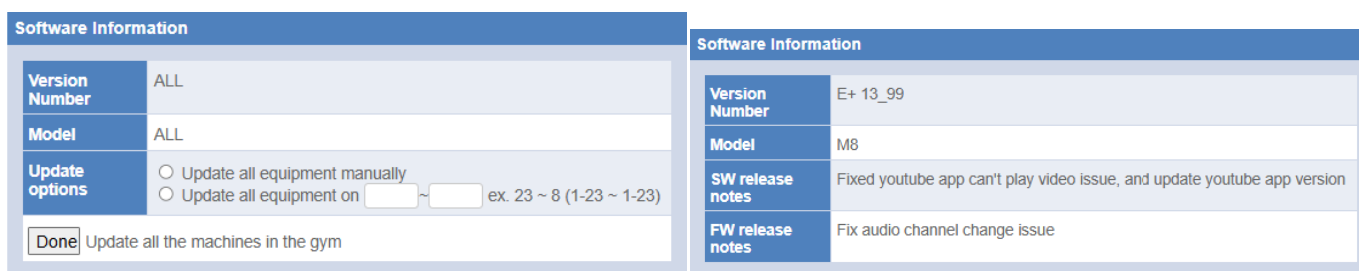 Software Information
Version
Number
ALL
Model
ALL
Update
options
Update all equipment manually
Update all equipment on ~ ex. 23 ~ 8 (1-23 ~ 1-23)
Done Update all the machines in the gym
Software Information
Version
Number
E+ 13_99
Model
M8
SW release
notes
Fixed youtube app can't play video issue, and update youtube app version
FW release
notes
Fix audio channel change issue